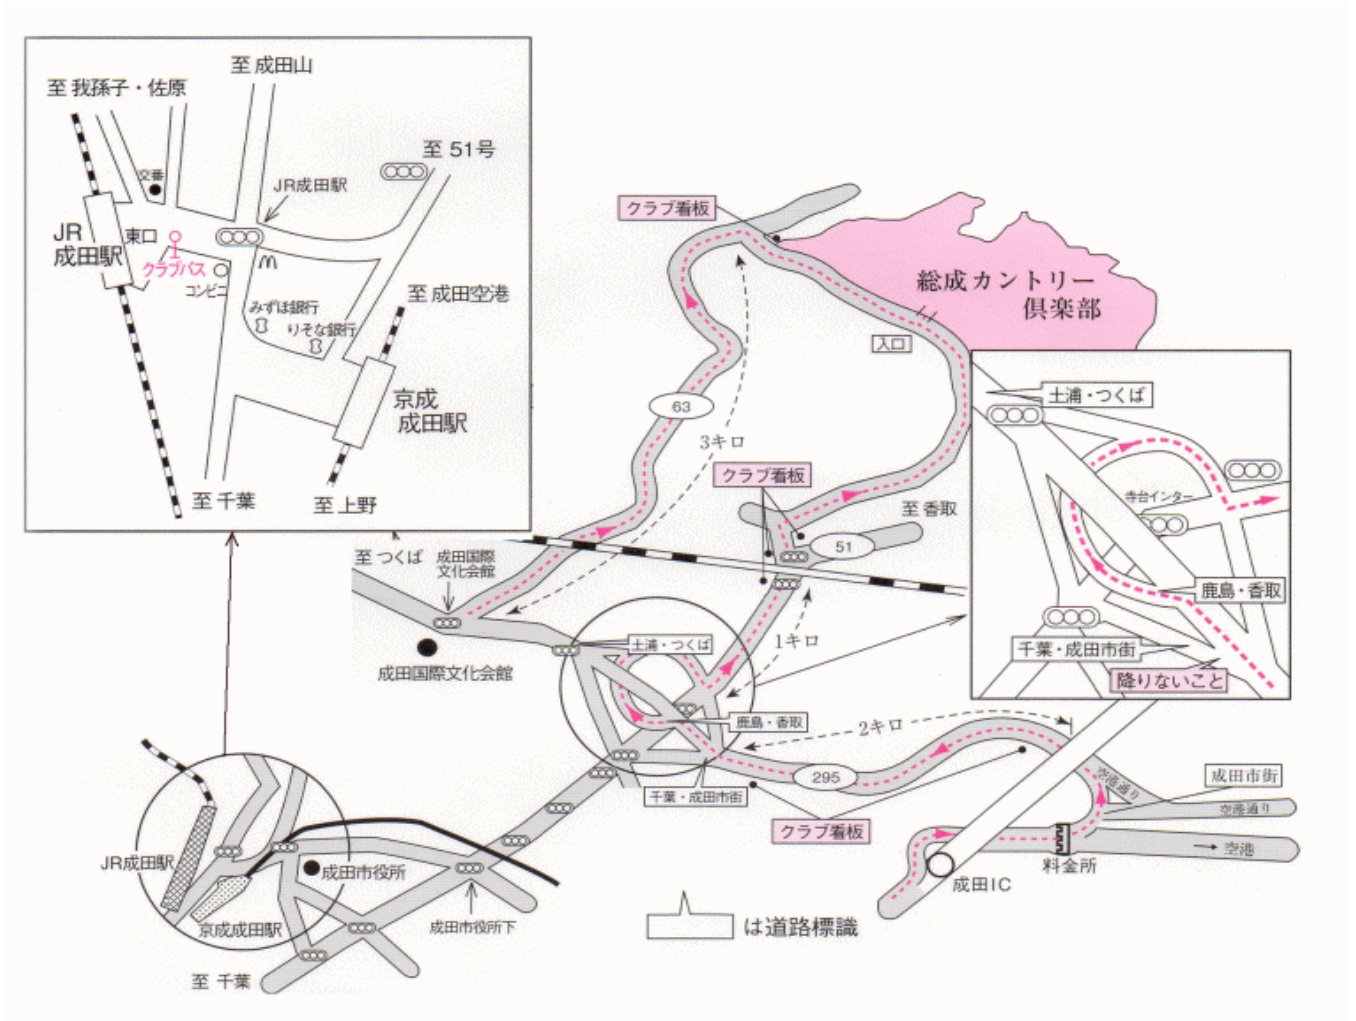 至 成田山
至 我孫子・佐原
至 51号
交番
JR成田駅
JR
成田駅
東口
クラブバス
コンビニ
みずほ銀行
りそな銀行
至 成田空港
京成
成田駅
至 千葉
至 上野
クラブ看板
総成カントリー
倶楽部
入口
63
3キロ
クラブ看板
至 香取
51
土浦・つくば
寺台インター
鹿島・香取
千葉・成田市街
降りないこと
至 つくば
成田国際
文化会館
成田国際文化会館
土浦・つくば
1キロ
鹿島・香取
2キロ
295
千葉・成田市街
クラブ看板
空港通り
成田市街
空港通り
→ 空港
料金所
成田IC
JR成田駅
成田市役所
京成成田駅
成田市役所下
至 千葉
は道路標識